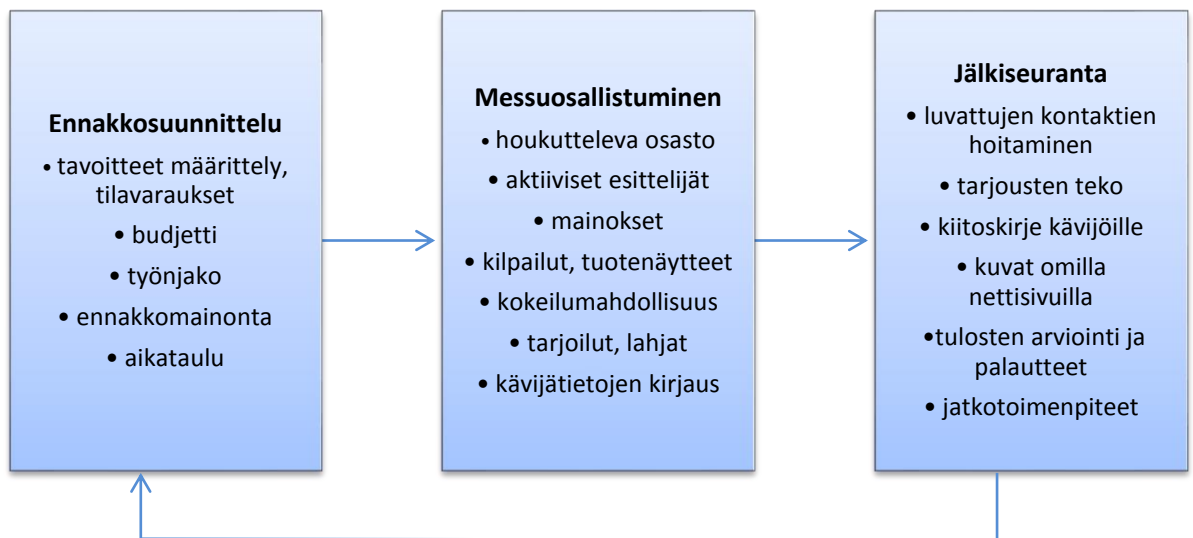 Ennakkosuunnittelu
• tavoitteet määrittely,
tilavaraukset
• budjetti
• työnjako
• ennakkomainonta
• aikataulu
Messuosallistuminen
• houkutteleva osasto
• aktiiviset esittelijät
• mainokset
• kilpailut, tuotenäytteet
• kokeilumahdollisuus
• tarjoilut, lahjat
• kävijätietojen kirjaus
Jälkiseuranta
• luvattujen kontaktien
hoitaminen
• tarjousten teko
• kiitoskirje kävijöille
• kuvat omilla
nettisivuilla
•tulosten arviointi ja
palautteet
• jatkotoimenpiteet